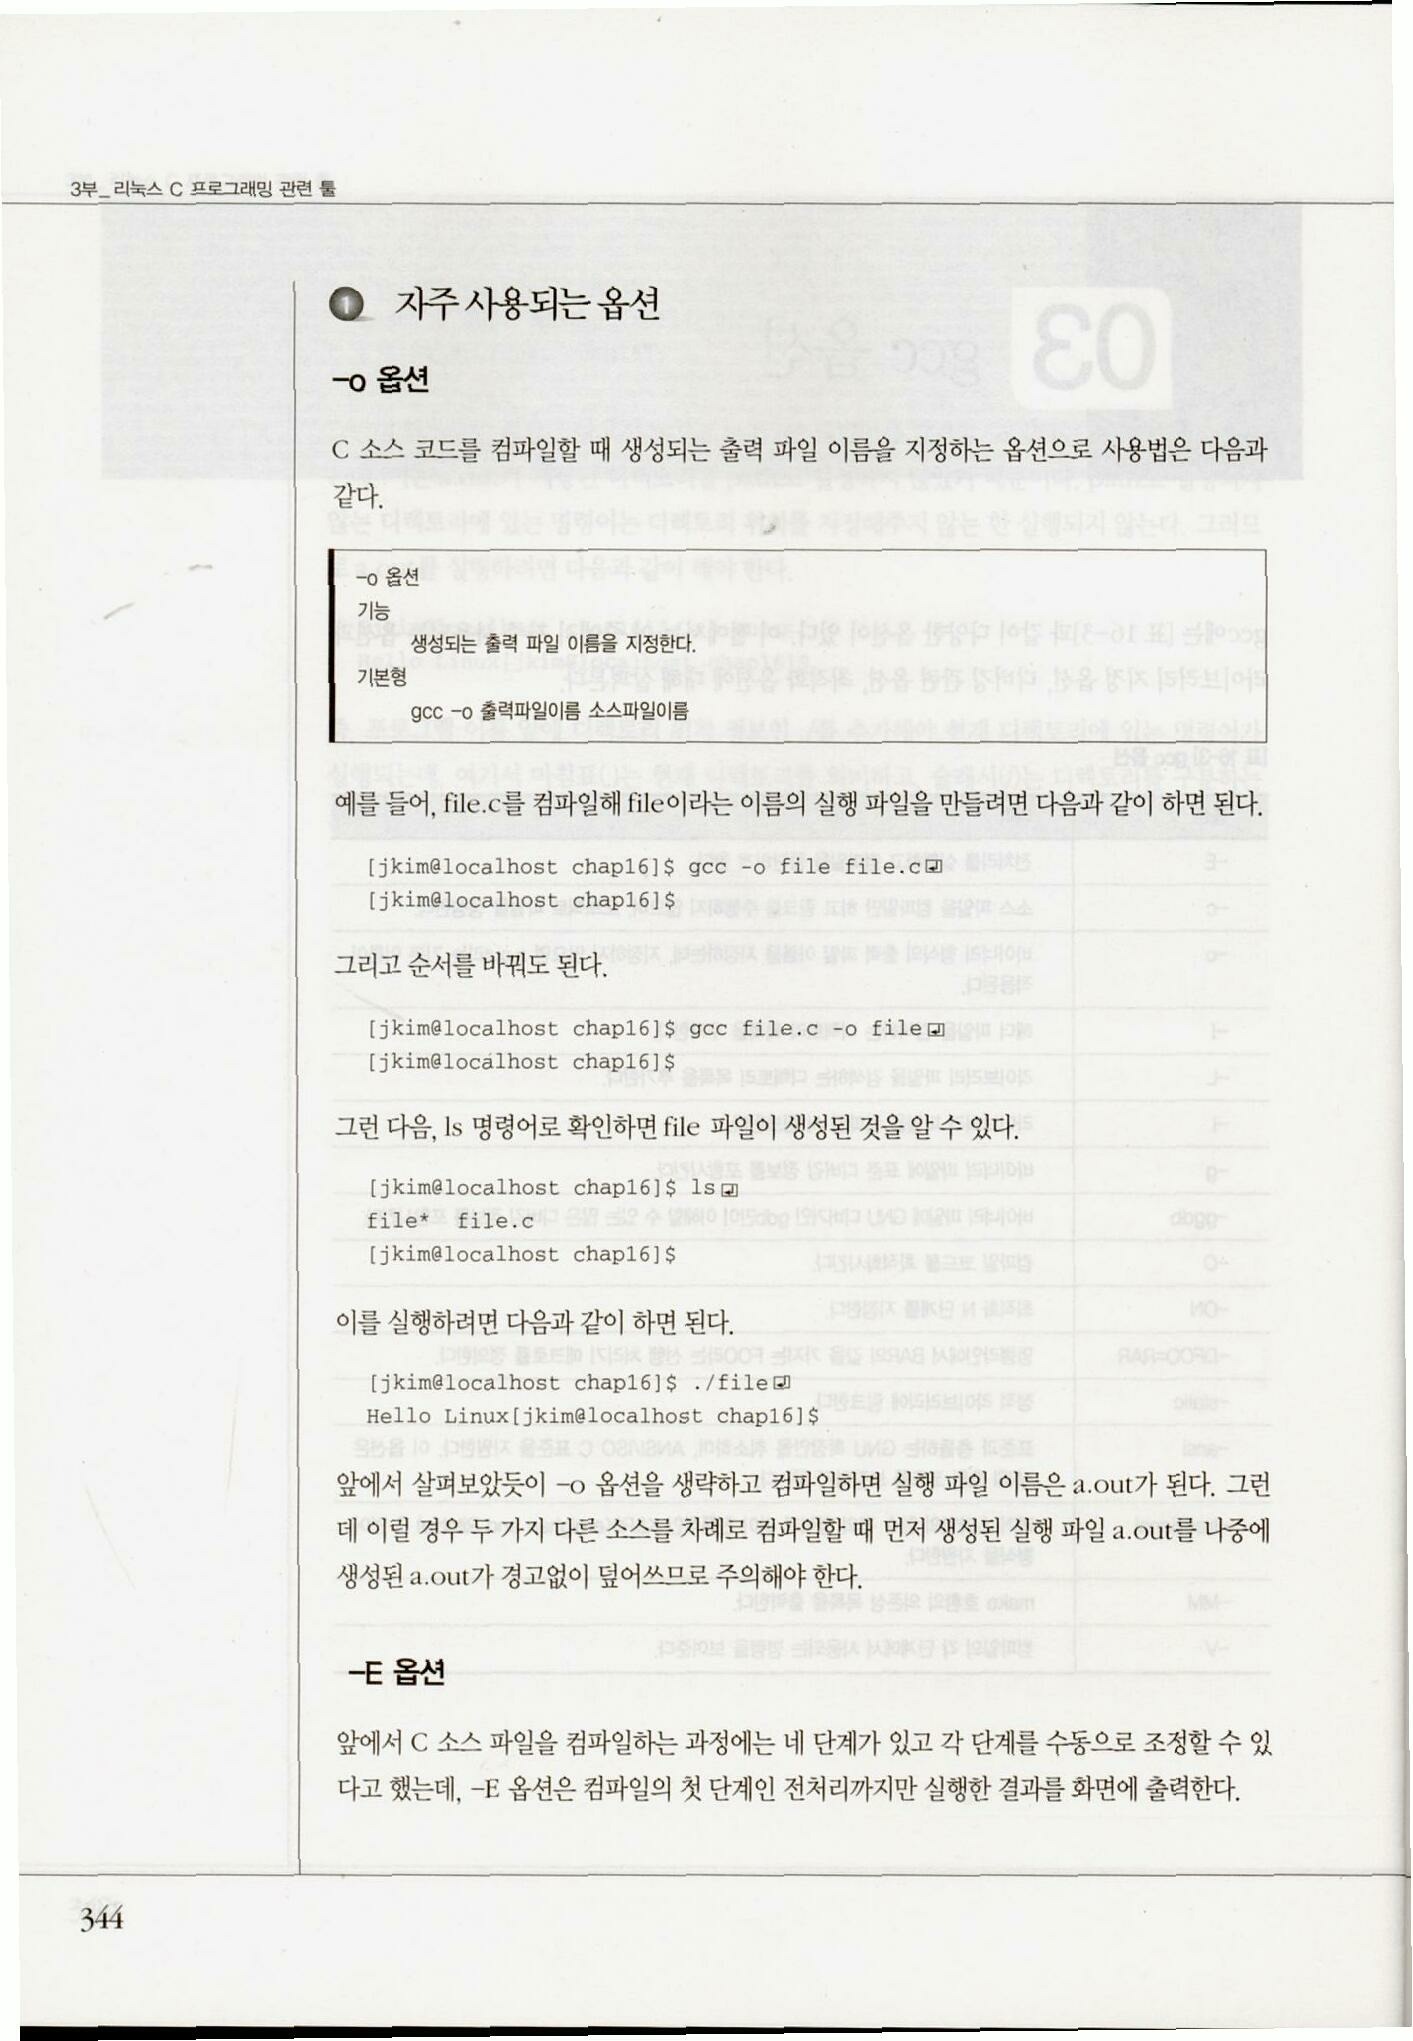 3부_ 리눅스 C 프로그래밍 관련 툴
1 자주 사용되는 옵션
-o 옵션
C 소스 코드를 컴파일할 때 생성되는 출력 파일 이름을 지정하는 옵션으로 사용법은 다음과
같다.
-o 옵션
기능
생성되는 출력 파일 이름을 지정한다.
기본형
gcc -o 출력파일이름 소스파일이름
예를 들어, file.c를 컴파일해 file이라는 이름의 실행 파일을 만들려면 다음과 같이 하면 된다.
[jkim@localhost chap16]$ gcc -o file file.c↵
[jkim@localhost chap16]$
그리고 순서를 바꿔도 된다.
[jkim@localhost chap16]$ gcc file.c -o file↵
[jkim@localhost chap16]$
그런 다음, ls 명령어로 확인하면 file 파일이 생성된 것을 알 수 있다.
[jkim@localhost chap16]$ ls↵
file* file.c
[jkim@localhost chap16]$
이를 실행하려면 다음과 같이 하면 된다.
[jkim@localhost chap16]$ ./file↵
Hello Linux[jkim@localhost chap16]$
앞에서 살펴보았듯이 -o 옵션을 생략하고 컴파일하면 실행 파일 이름은 a.out가 된다. 그런
데 이럴 경우 두 가지 다른 소스를 차례로 컴파일할 때 먼저 생성된 실행 파일 a.out를 나중에
생성된 a.out가 경고없이 덮어쓰므로 주의해야 한다.
-E 옵션
앞에서 C 소스 파일을 컴파일하는 과정에는 네 단계가 있고 각 단계를 수동으로 조정할 수 있
다고 했는데, -E 옵션은 컴파일의 첫 단계인 전처리까지만 실행한 결과를 화면에 출력한다.
344